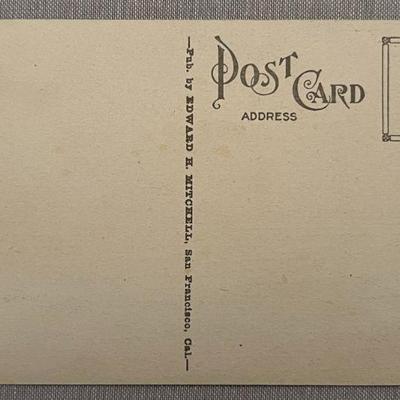 —Pub. by EDWARD H. MITCHELL, San Francisco, Cal.—
POST CARD
ADDRESS